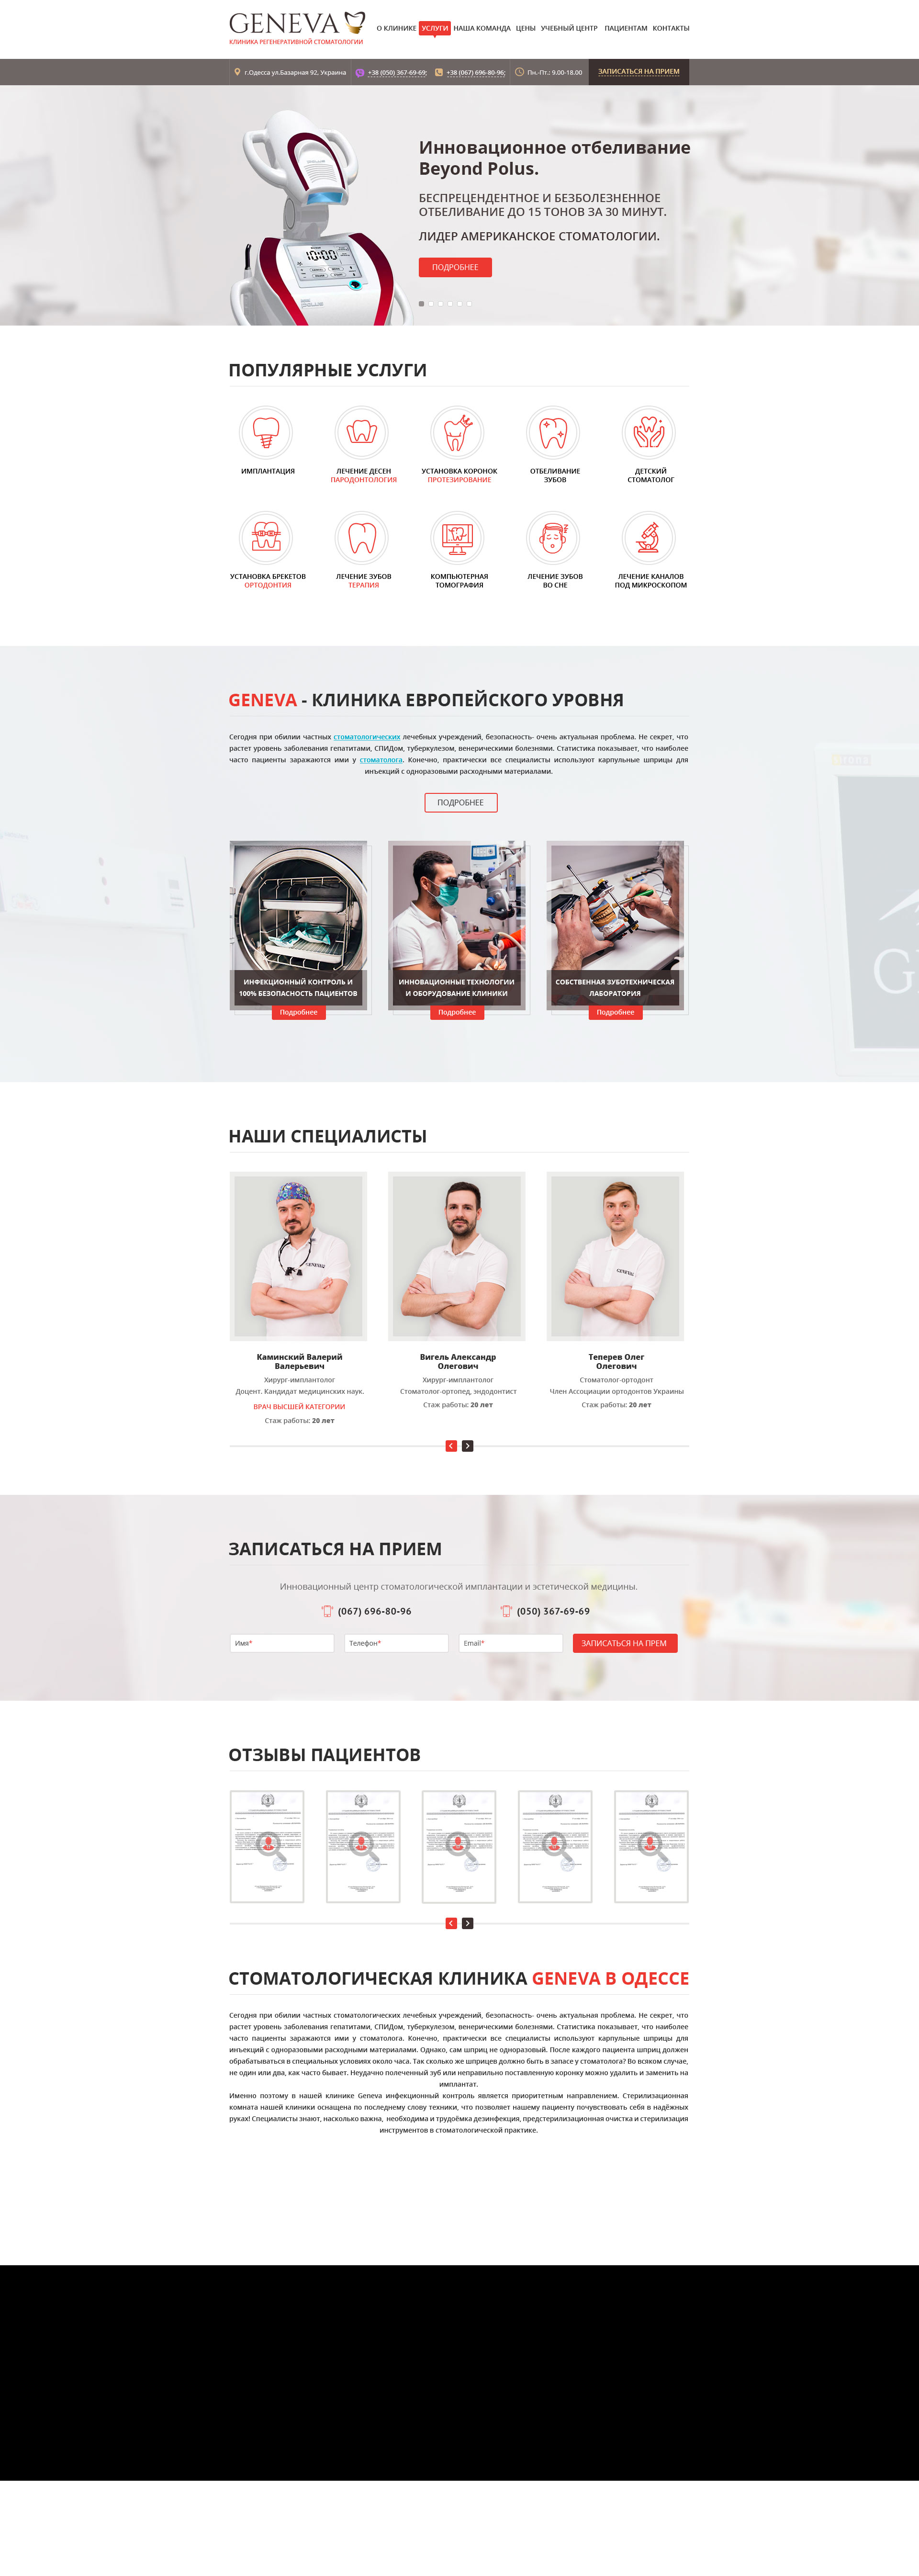 GENEVA
КЛИНИКА РЕГЕНЕРАТИВНОЙ СТОМАТОЛОГИИ
О КЛИНИКЕ УСЛУГИ НАША КОМАНДА ЦЕНЫ УЧЕБНЫЙ ЦЕНТР ПАЦИЕНТАМ КОНТАКТЫ
г.Одесса ул.Базарная 92, Украина +38 (050) 367-69-69; +38 (067) 696-80-96; Пн.-Пт.: 9.00-18.00 ЗАПИСАТЬСЯ НА ПРИЕМ
Инновационное отбеливание
Beyond Polus.
БЕСПРЕЦЕНДЕНТНОЕ И БЕЗБОЛЕЗНЕННОЕ
ОТБЕЛИВАНИЕ ДО 15 ТОНОВ ЗА 30 МИНУТ.
ЛИДЕР АМЕРИКАНСКОЕ СТОМАТОЛОГИИ.
10:00
ПОДРОБНЕЕ
ПОПУЛЯРНЫЕ УСЛУГИ
ИМПЛАНТАЦИЯ
ЛЕЧЕНИЕ ДЕСЕН
ПАРОДОНТОЛОГИЯ
УСТАНОВКА КОРОНОК
ПРОТЕЗИРОВАНИЕ
ОТБЕЛИВАНИЕ
ЗУБОВ
ДЕТСКИЙ
СТОМАТОЛОГ
УСТАНОВКА БРЕКЕТОВ
ОРТОДОНТИЯ
ЛЕЧЕНИЕ ЗУБОВ
ТЕРАПИЯ
КОМПЬЮТЕРНАЯ
ТОМОГРАФИЯ
ЛЕЧЕНИЕ ЗУБОВ
ВО СНЕ
ЛЕЧЕНИЕ КАНАЛОВ
ПОД МИКРОСКОПОМ
GENEVA - КЛИНИКА ЕВРОПЕЙСКОГО УРОВНЯ
Сегодня при обилии частных стоматологических лечебных учреждений, безопасность- очень актуальная проблема. Не секрет, что
растет уровень заболевания гепатитами, СПИДом, туберкулезом, венерическими болезнями. Статистика показывает, что наиболее
часто пациенты заражаются ими у стоматолога. Конечно, практически все специалисты используют карпульные шприцы для
инъекций с одноразовыми расходными материалами.
ПОДРОБНЕЕ
G
ИНФЕКЦИОННЫЙ КОНТРОЛЬ И
100% БЕЗОПАСНОСТЬ ПАЦИЕНТОВ
Подробнее
ИННОВАЦИОННЫЕ ТЕХНОЛОГИИ
И ОБОРУДОВАНИЕ КЛИНИКИ
Подробнее
СОБСТВЕННАЯ ЗУБОТЕХНИЧЕСКАЯ
ЛАБОРАТОРИЯ
Подробнее
НАШИ СПЕЦИАЛИСТЫ
GENEVA
Каминский Валерий
Валерьевич
Хирург-имплантолог
Доцент. Кандидат медицинских наук.
ВРАЧ ВЫСШЕЙ КАТЕГОРИИ
Стаж работы: 20 лет
Вигель Александр
Олегович
Хирург-имплантолог
Стоматолог-ортопед, эндодонтист
Стаж работы: 20 лет
Теперев Олег
Олегович
Стоматолог-ортодонт
Член Ассоциации ортодонтов Украины
Стаж работы: 20 лет
ЗАПИСАТЬСЯ НА ПРИЕМ
Инновационный центр стоматологической имплантации и эстетической медицины.
(067) 696-80-96 (050) 367-69-69
Имя* Телефон* Email* ЗАПИСАТЬСЯ НА ПРЕМ
ОТЗЫВЫ ПАЦИЕНТОВ
СТОМАТОЛОГИЧЕСКАЯ КЛИНИКА GENEVA В ОДЕССЕ
Сегодня при обилии частных стоматологических лечебных учреждений, безопасность- очень актуальная проблема. Не секрет, что
растет уровень заболевания гепатитами, СПИДом, туберкулезом, венерическими болезнями. Статистика показывает, что наиболее
часто пациенты заражаются ими у стоматолога. Конечно, практически все специалисты используют карпульные шприцы для
инъекций с одноразовыми расходными материалами. Однако, сам шприц не одноразовый. После каждого пациента шприц должен
обрабатываться в специальных условиях около часа. Так сколько же шприцев должно быть в запасе у стоматолога? Во всяком случае,
не один или два, как часто бывает. Неудачно полеченный зуб или неправильно поставленную коронку можно удалить и заменить на
имплантат.
Именно поэтому в нашей клинике Geneva инфекционный контроль является приоритетным направлением. Стерилизационная
комната нашей клиники оснащена по последнему слову техники, что позволяет нашему пациенту почувствовать себя в надёжных
руках! Специалисты знают, насколько важна, необходима и трудоёмка дезинфекция, предстерилизационная очистка и стерилизация
инструментов в стоматологической практике.